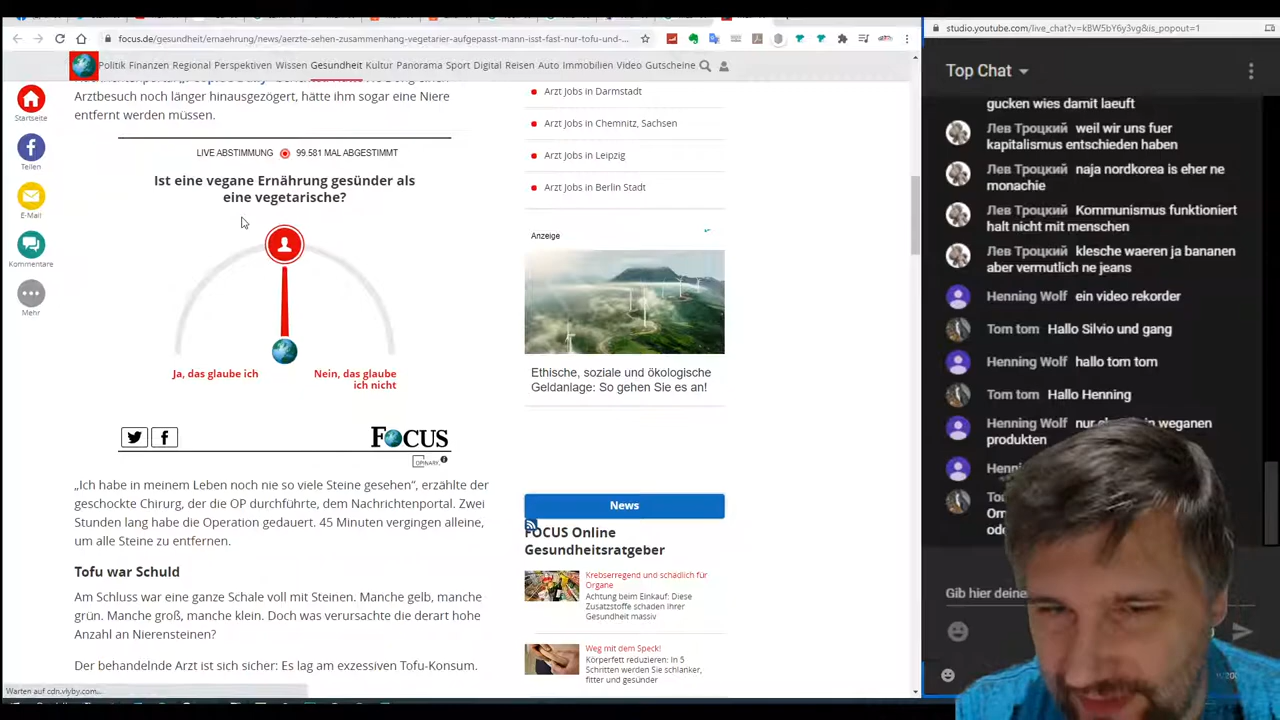 focus.de/gesundheit/ernaehrung/news/aerzte-sehen-zusammenhang-vegetarier-aufgepasst-mann-isst-fast-nur-tofu-und-...
Politik Finanzen Regional Perspektiven Wissen Gesundheit Kultur Panorama Sport Digital Reisen Auto Immobilien Video Gutscheine
Arztbesuch noch länger hinausgezögert, hätte ihm sogar eine Niere
entfernt werden müssen.
Startseite
Teilen
E-Mail
Kommentare
Mehr
LIVE ABSTIMMUNG 99.581 MAL ABGESTIMMT
Ist eine vegane Ernährung gesünder als
eine vegetarische?
Ja, das glaube ich
Nein, das glaube
ich nicht
FOCUS
OPINARY
„Ich habe in meinem Leben noch nie so viele Steine gesehen“, erzählte der
geschockte Chirurg, der die OP durchführte, dem Nachrichtenportal. Zwei
Stunden lang habe die Operation gedauert. 45 Minuten vergingen alleine,
um alle Steine zu entfernen.
Tofu war Schuld
Am Schluss war eine ganze Schale voll mit Steinen. Manche gelb, manche
grün. Manche groß, manche klein. Doch was verursachte die derart hohe
Anzahl an Nierensteinen?
Der behandelnde Arzt ist sich sicher: Es lag am exzessiven Tofu-Konsum.
Warten auf cdn.vlyby.com...
Arzt Jobs in Darmstadt
Arzt Jobs in Chemnitz, Sachsen
Arzt Jobs in Leipzig
Arzt Jobs in Berlin Stadt
Anzeige
Ethische, soziale und ökologische
Geldanlage: So gehen Sie es an!
News
FOCUS Online
Gesundheitsratgeber
Krebserregend und schädlich für
Organe
Achtung beim Einkauf: Diese
Zusatzstoffe schaden Ihrer
Gesundheit massiv
Weg mit dem Speck!
Körperfett reduzieren: In 5
Schritten werden Sie schlanker,
fitter und gesünder
studio.youtube.com/live_chat?v=kBW5bY6y3vg&is_popout=1
Top Chat
gucken wies damit laeuft
Лев Троцкий weil wir uns fuer
kapitalismus entschieden haben
Лев Троцкий naja nordkorea is eher ne
monachie
Лев Троцкий Kommunismus funktioniert
halt nicht mit menschen
Лев Троцкий klesche waeren ja bananen
aber vermutlich ne jeans
Henning Wolf ein video rekorder
Tom tom Hallo Silvio und gang
Henning Wolf hallo tom tom
Tom tom Hallo Henning
Henning Wolf nur weganen
produkten
Gib hier deine